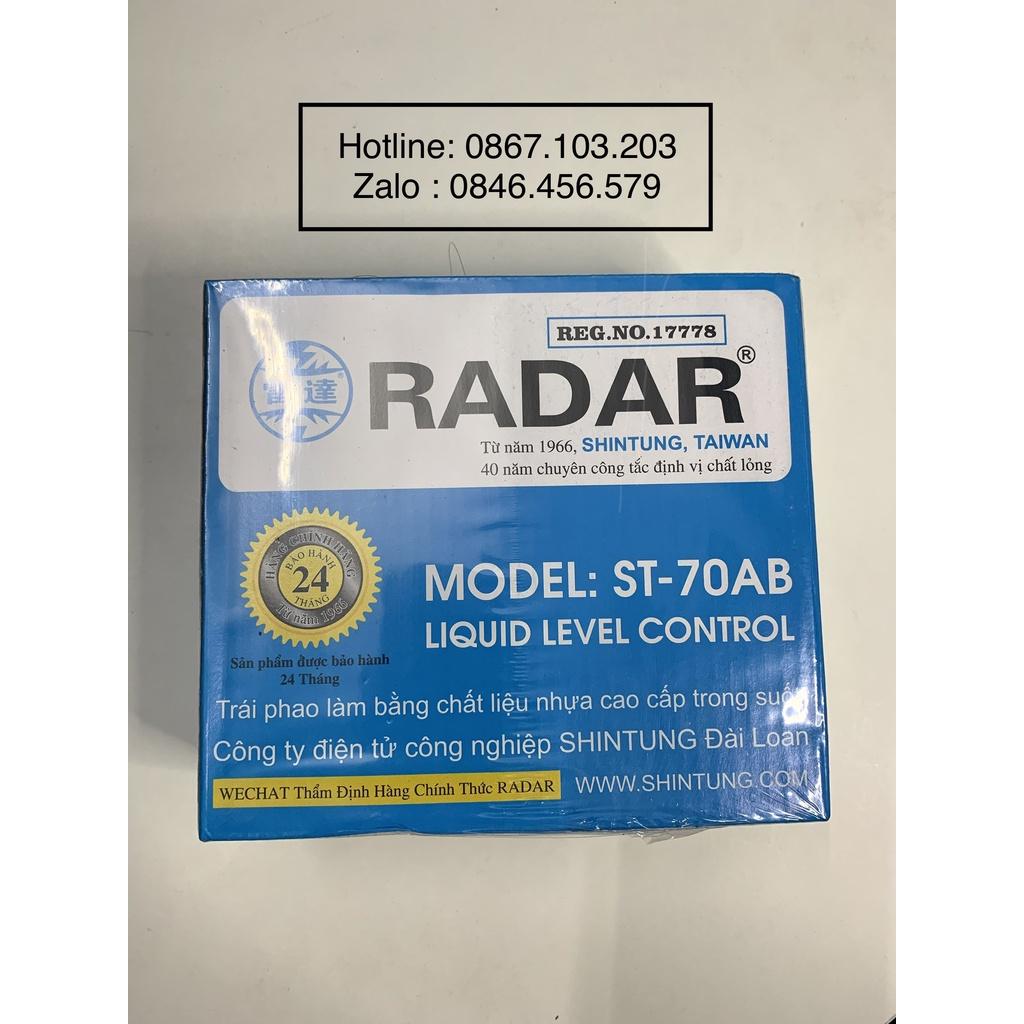 Hotline: 0867.103.203
Zalo : 0846.456.579
REG.NO.17778
雷達®
RADAR®
Từ năm 1966, SHINTUNG, TAIWAN
40 năm chuyên công tắc định vị chất lỏng
HÀNG CHÍNH HÃNG
BẢO HÀNH
24
THÁNG
Từ năm 1966
Sản phẩm được bảo hành
24 Tháng
MODEL: ST-70AB
LIQUID LEVEL CONTROL
Trái phao làm bằng chất liệu nhựa cao cấp trong suốt
Công ty điện tử công nghiệp SHINTUNG Đài Loan
WECHAT Thẩm Định Hàng Chính Thức RADAR
WWW.SHINTUNG.COM